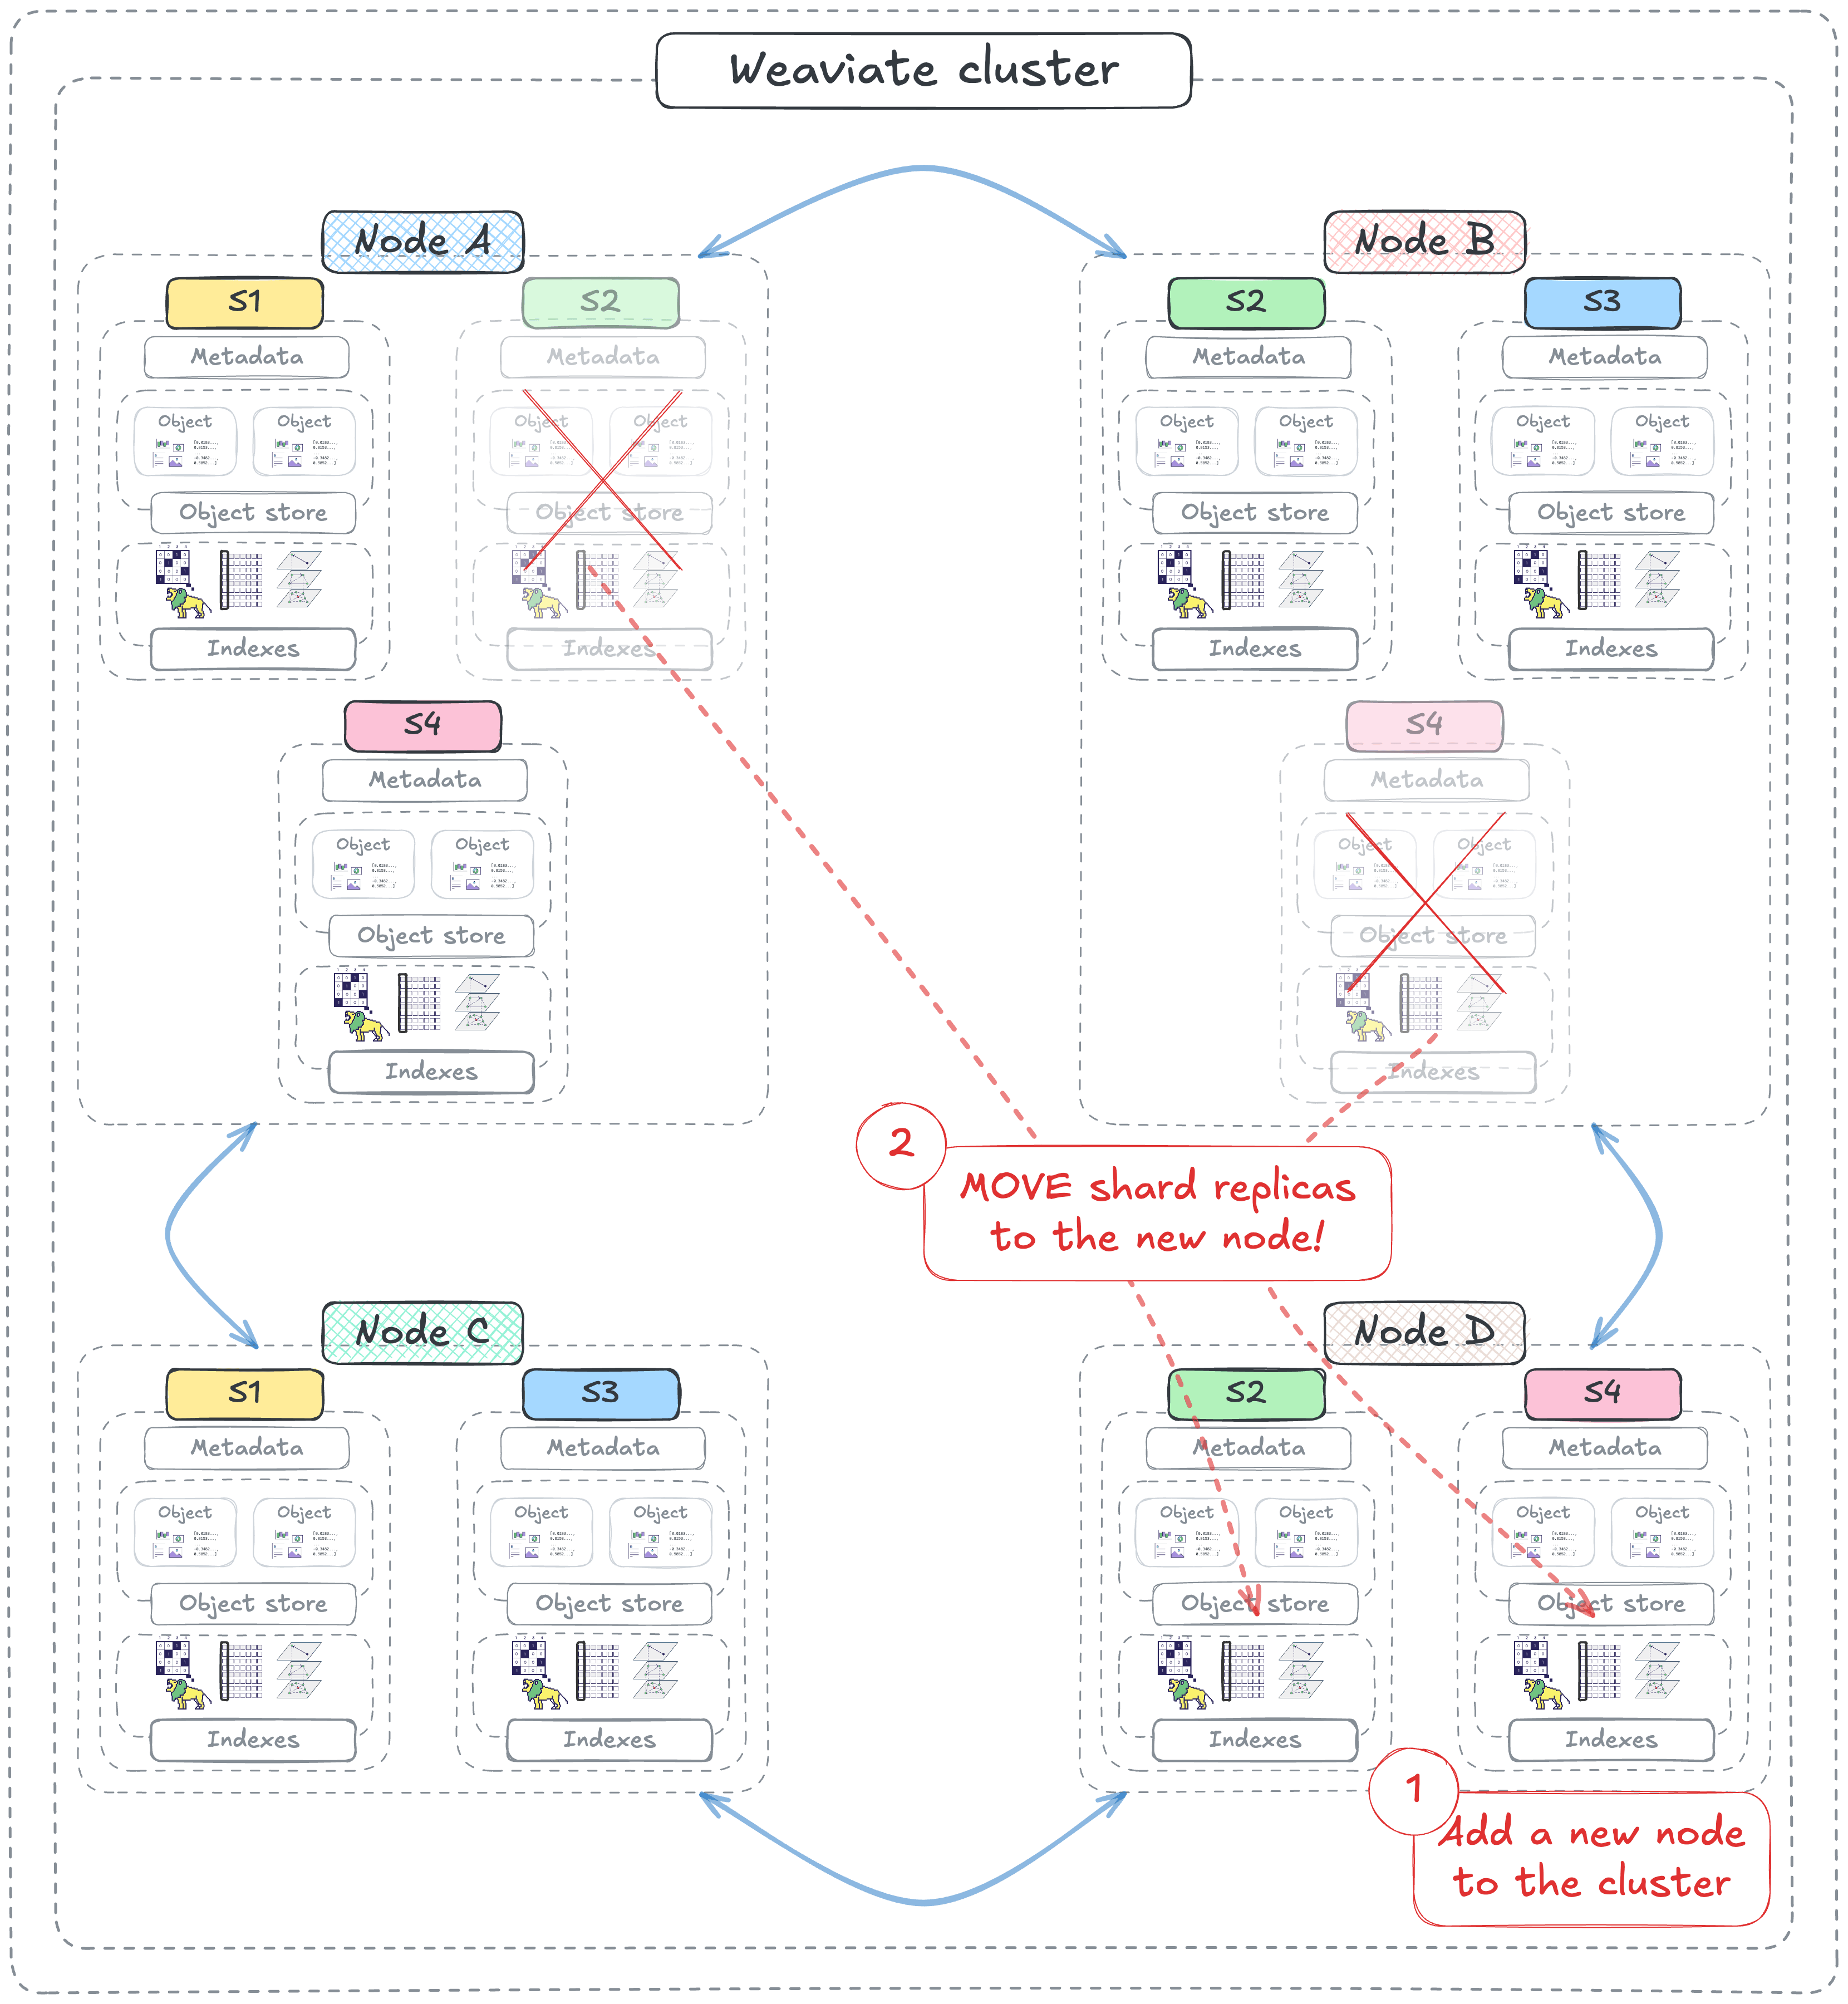 Weaviate cluster
Node A
S1
Metadata
Object
Object
Object store
Indexes
S2
Metadata
Object
Object
Object store
Indexes
S4
Metadata
Object
Object
Object store
Indexes
Node B
S2
Metadata
Object
Object
Object store
Indexes
S3
Metadata
Object
Object
Object store
Indexes
S4
Metadata
Object
Object
Object store
Indexes
2
MOVE shard replicas
to the new node!
Node C
S1
Metadata
Object
Object
Object store
Indexes
S3
Metadata
Object
Object
Object store
Indexes
Node D
S2
Metadata
Object
Object
Object store
Indexes
S4
Metadata
Object
Object
Object store
Indexes
1
Add a new node
to the cluster